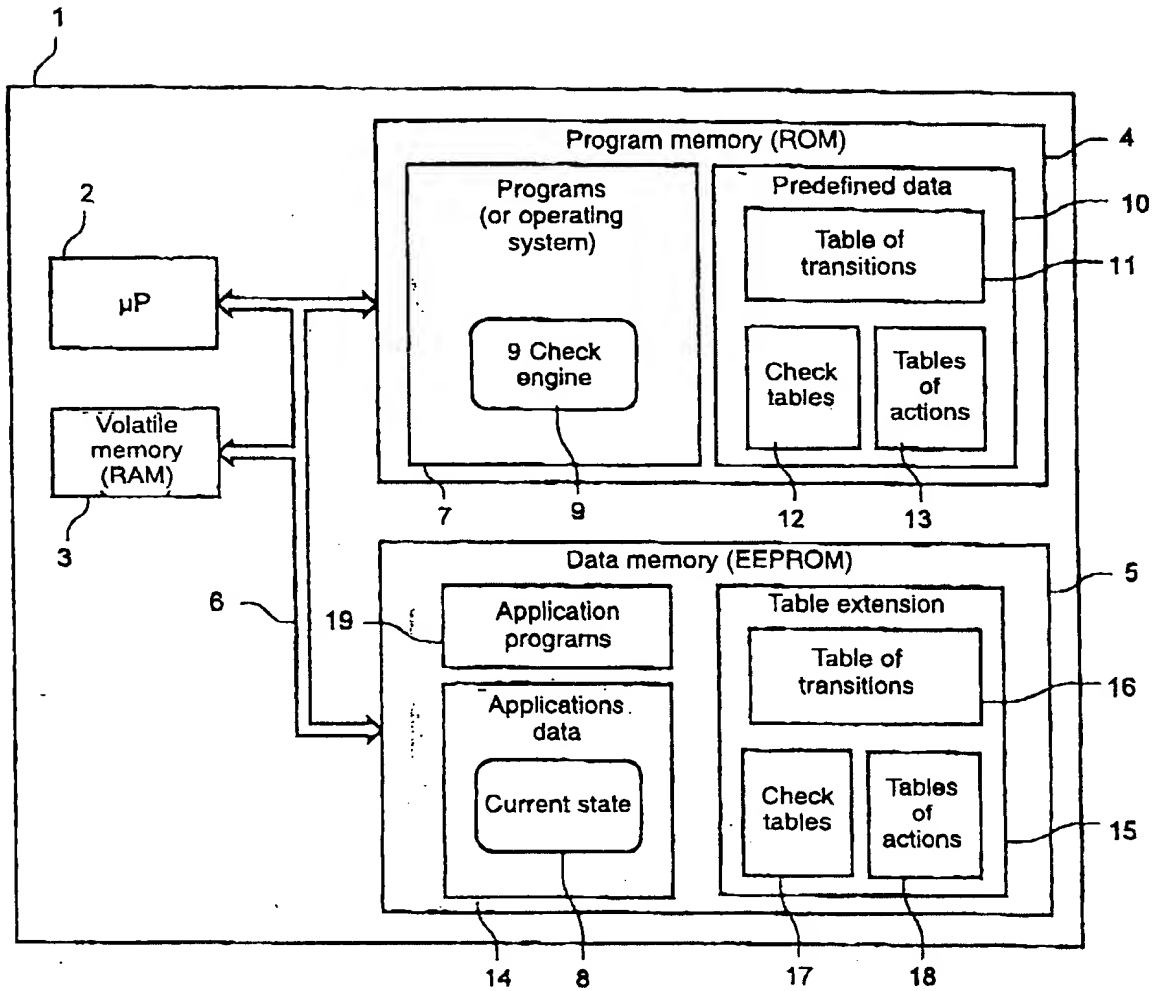 1
Program memory (ROM)
4
Programs
(or operating
system)
Predefined data
10
2
Table of
transitions
11
µP
9 Check
engine
Check
tables
Tables
of
actions
Volatile
memory
(RAM)
3
7
9
12
13
Data memory (EEPROM)
5
6
19
Application
programs
Table extension
Table of
transitions
16
Applications
data
Current state
Check
tables
Tables
of
actions
15
14
8
17
18